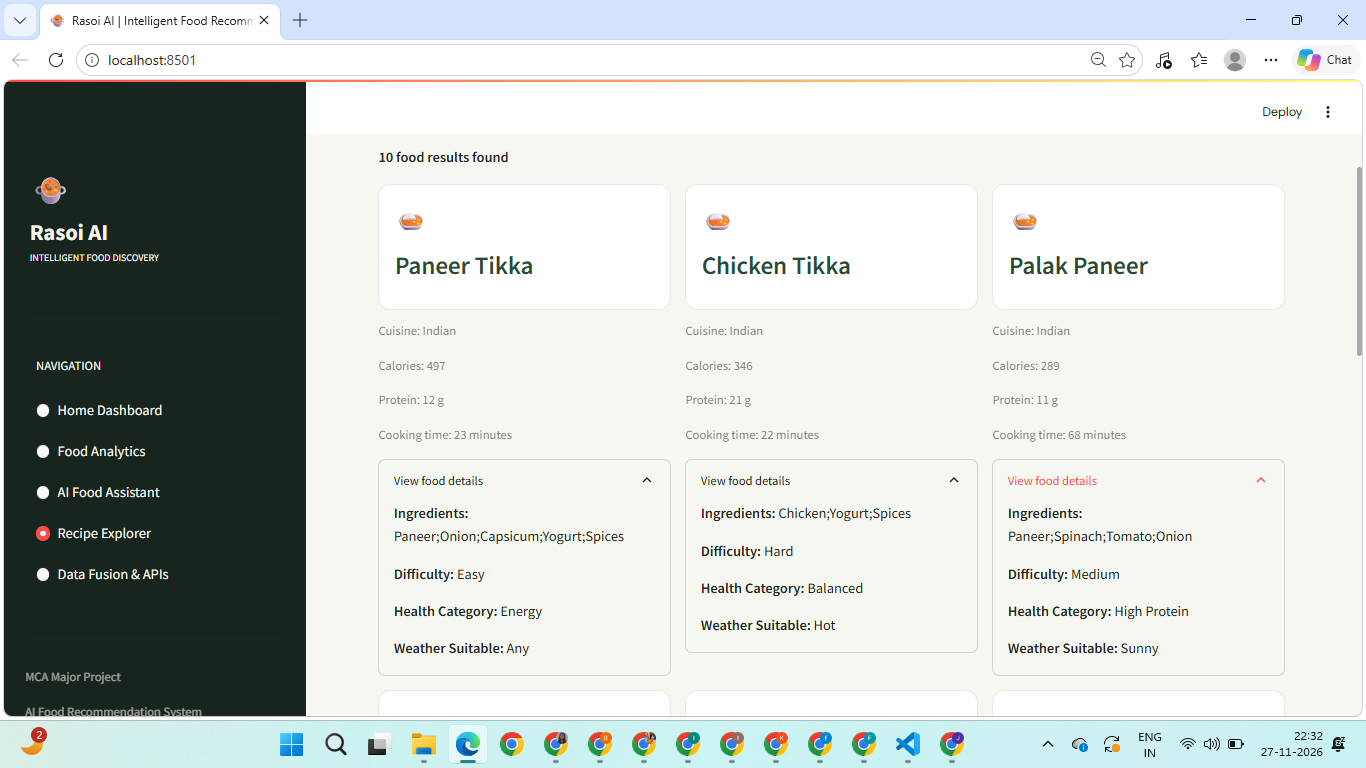 Rasoi AI | Intelligent Food Recomm
localhost:8501
Chat
Deploy
Rasoi AI
INTELLIGENT FOOD DISCOVERY
NAVIGATION
Home Dashboard
Food Analytics
AI Food Assistant
Recipe Explorer
Data Fusion & APIs
MCA Major Project
AI Food Recommendation System
10 food results found
Paneer Tikka
Cuisine: Indian
Calories: 497
Protein: 12 g
Cooking time: 23 minutes
View food details
Ingredients:
Paneer;Onion;Capsicum;Yogurt;Spices
Difficulty: Easy
Health Category: Energy
Weather Suitable: Any
Chicken Tikka
Cuisine: Indian
Calories: 346
Protein: 21 g
Cooking time: 22 minutes
View food details
Ingredients: Chicken;Yogurt;Spices
Difficulty: Hard
Health Category: Balanced
Weather Suitable: Hot
Palak Paneer
Cuisine: Indian
Calories: 289
Protein: 11 g
Cooking time: 68 minutes
View food details
Ingredients:
Paneer;Spinach;Tomato;Onion
Difficulty: Medium
Health Category: High Protein
Weather Suitable: Sunny
2
ENG
IN
22:32
27-11-2026